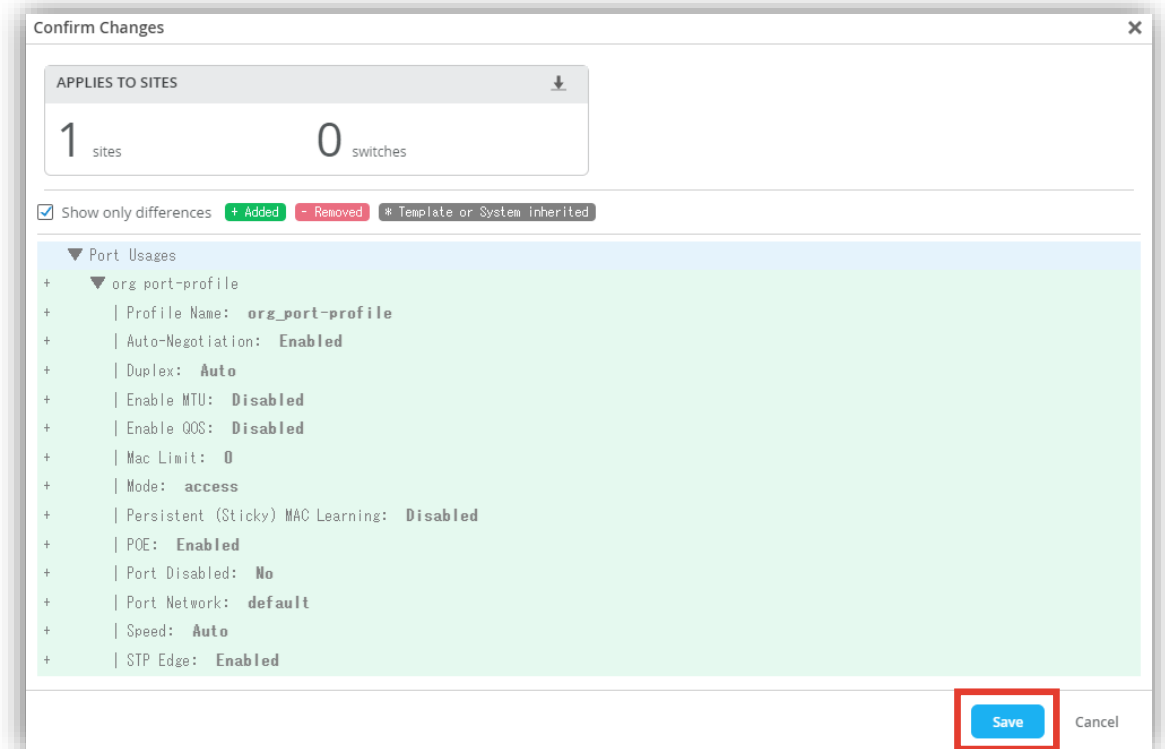 Confirm Changes ×
APPLIES TO SITES
1 sites 0 switches
Show only differences + Added - Removed * Template or System inherited
▼ Port Usages
+ ▼ org port-profile
+ | Profile Name: org_port-profile
+ | Auto-Negotiation: Enabled
+ | Duplex: Auto
+ | Enable MTU: Disabled
+ | Enable QOS: Disabled
+ | Mac Limit: 0
+ | Mode: access
+ | Persistent (Sticky) MAC Learning: Disabled
+ | POE: Enabled
+ | Port Disabled: No
+ | Port Network: default
+ | Speed: Auto
+ | STP Edge: Enabled
Save Cancel